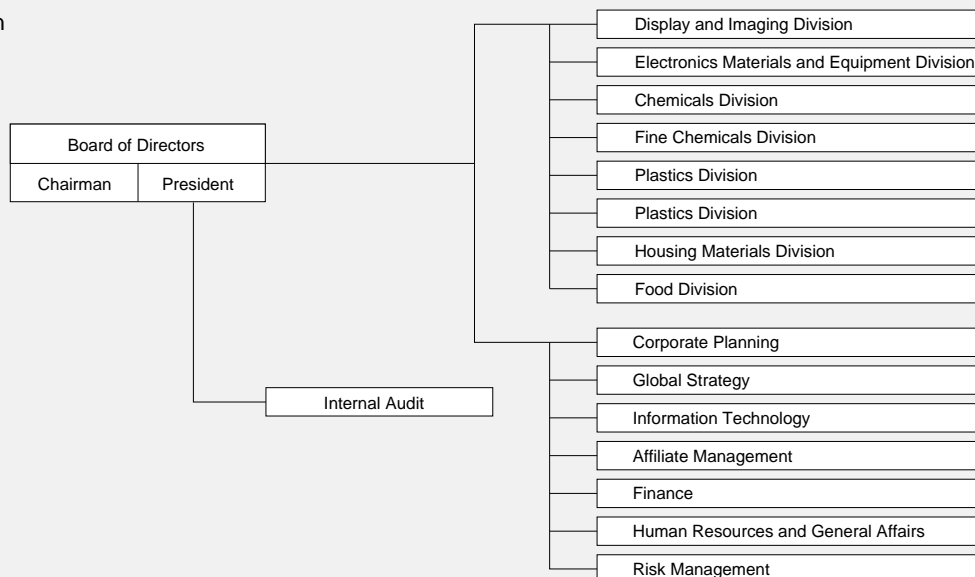 n
Display and Imaging Division
Electronics Materials and Equipment Division
Chemicals Division
Board of Directors
Fine Chemicals Division
Chairman President
Plastics Division
Plastics Division
Housing Materials Division
Food Division
Corporate Planning
Global Strategy
Internal Audit
Information Technology
Affiliate Management
Finance
Human Resources and General Affairs
Risk Management